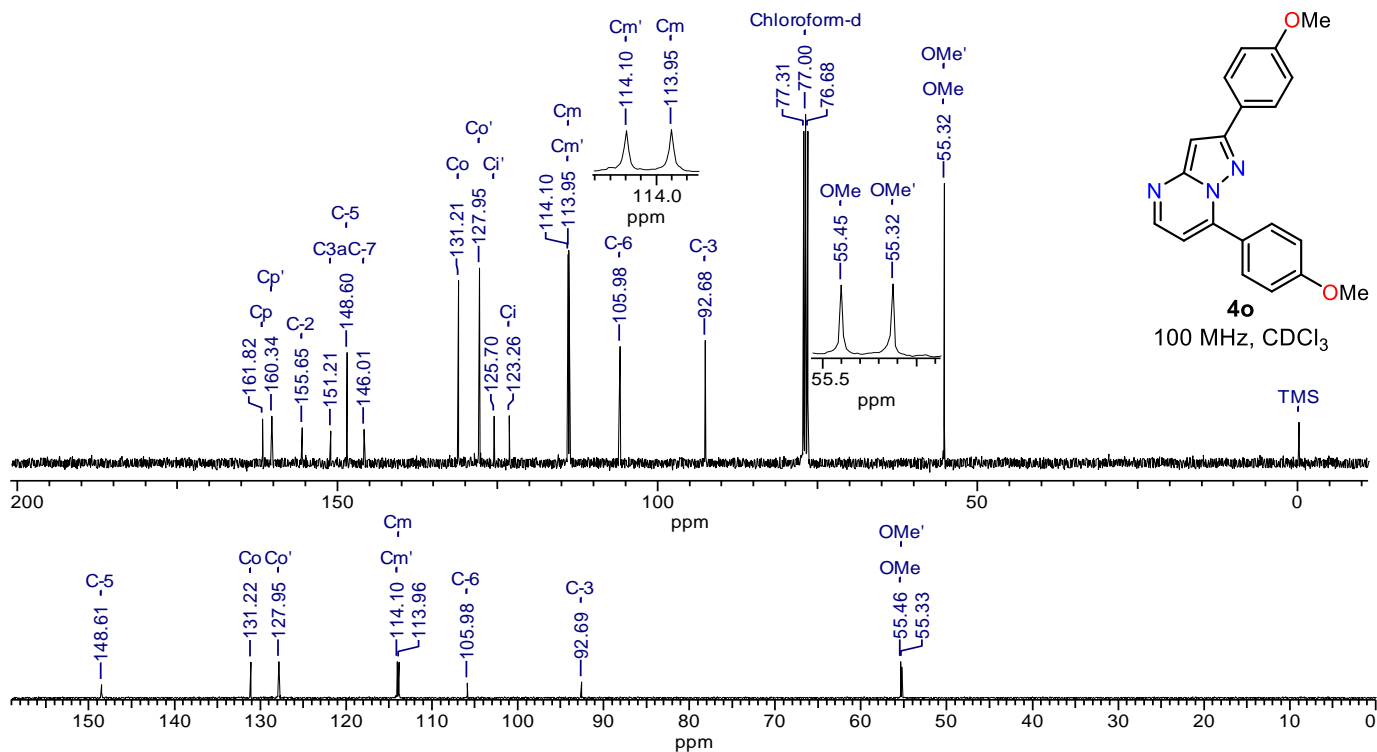 Cm' Cm
114.10
113.95
114.0
ppm
Chloroform-d
77.31
77.00
76.68
OMe'
OMe
55.32
OMe OMe'
55.45
55.32
55.5
ppm
Cp'
Cp
161.82
160.34
C-2
155.65
C-5
C3a C-7
151.21
148.60
146.01
Co'
Co Ci'
131.21
127.95
125.70
Ci
123.26
Cm
Cm'
114.10
113.95
C-6
105.98
C-3
92.68
TMS
200 150 100 50 0
ppm
OMe
N
N
N
OMe
4o
100 MHz, CDCl3
C-5
148.61
Co Co'
131.22
127.95
Cm
Cm'
114.10
113.96
C-6
105.98
C-3
92.69
OMe'
OMe
55.46
55.33
150 140 130 120 110 100 90 80 70 60 50 40 30 20 10 0
ppm